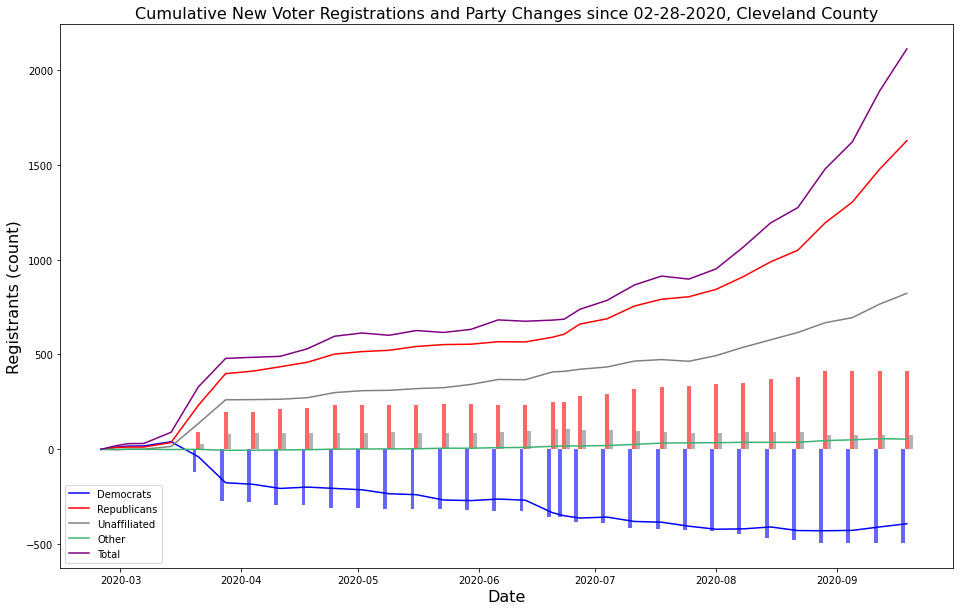 Cumulative New Voter Registrations and Party Changes since 02-28-2020, Cleveland County
Registrants (count)
2000
1500
1000
500
0
−500
Democrats
Republicans
Unaffiliated
Other
Total
2020-03
2020-04
2020-05
2020-06
2020-07
2020-08
2020-09
Date